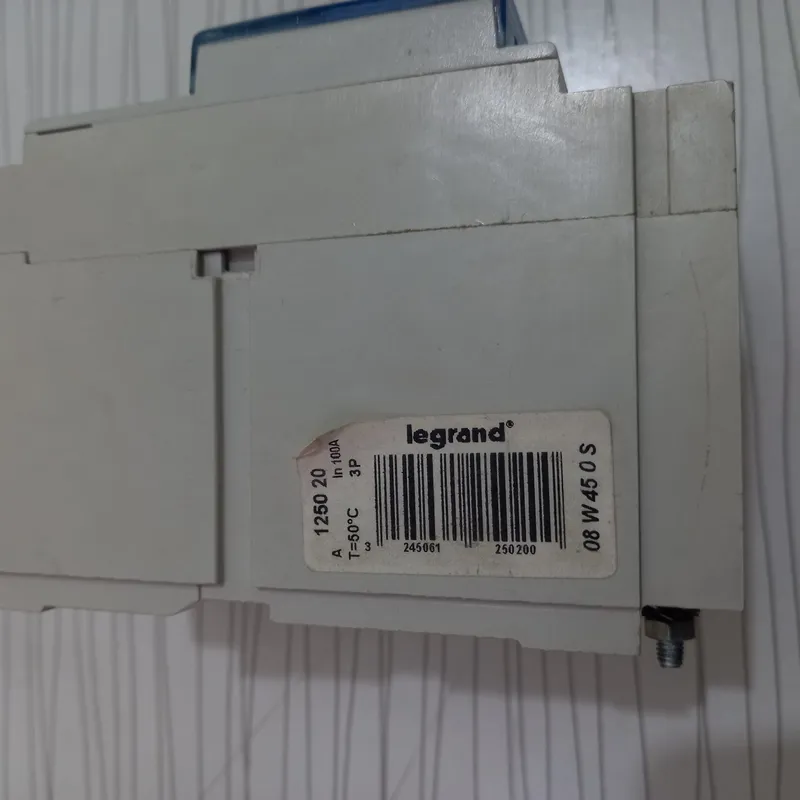 legrand®
A 1250 20
T=50°C 3P
In 100A
3 245061 250200
08 W 45 0 S